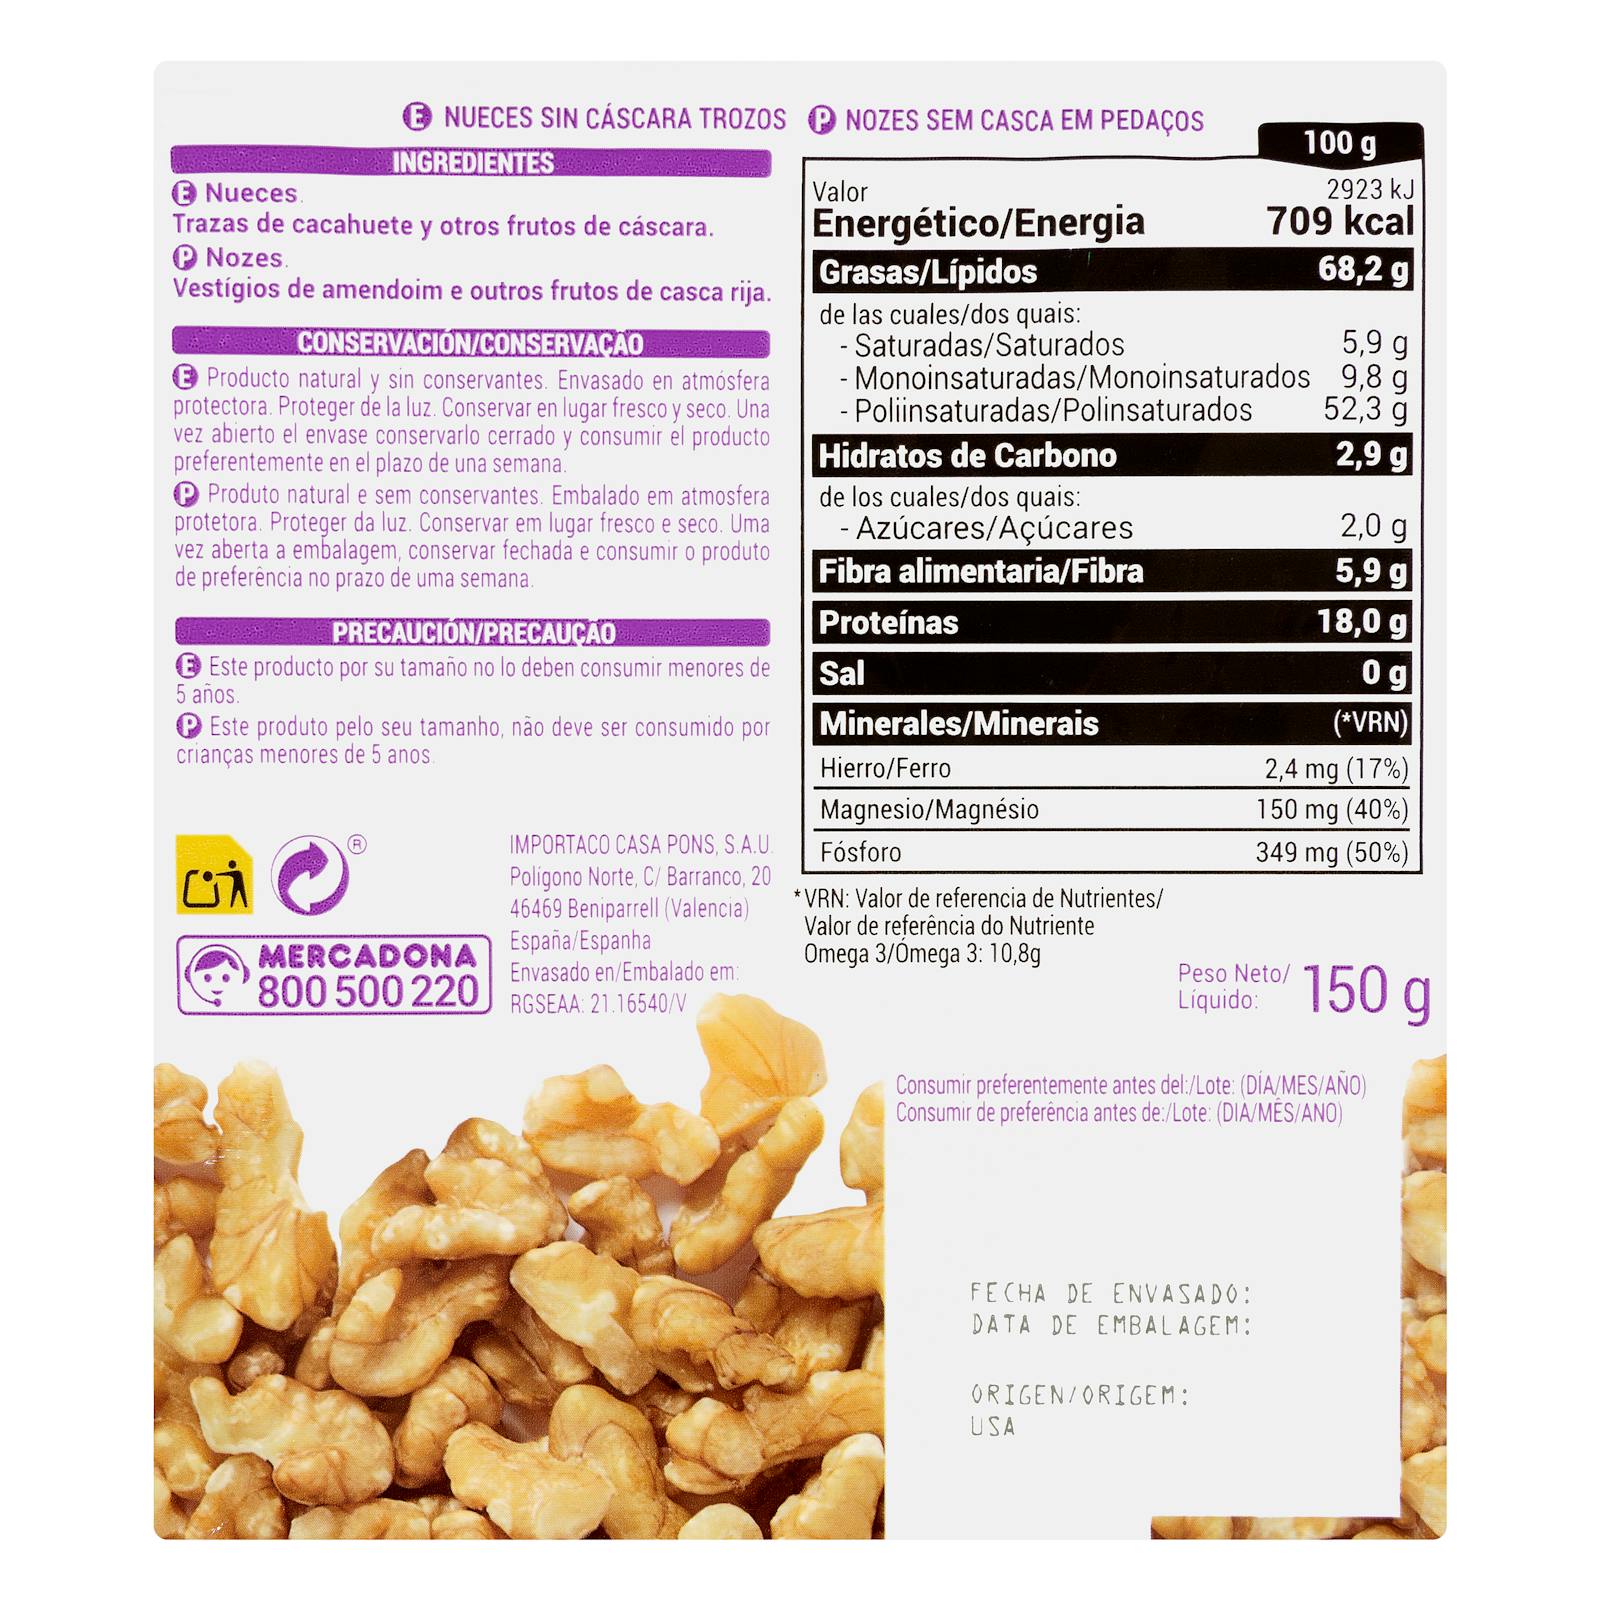 E NUECES SIN CÁSCARA TROZOS P NOZES SEM CASCA EM PEDAÇOS
INGREDIENTES
E Nueces.
Trazas de cacahuete y otros frutos de cáscara.
P Nozes.
Vestígios de amendoim e outros frutos de casca rija.
CONSERVACIÓN/CONSERVAÇÃO
E Producto natural y sin conservantes. Envasado en atmósfera
protectora. Proteger de la luz. Conservar en lugar fresco y seco. Una
vez abierto el envase conservarlo cerrado y consumir el producto
preferentemente en el plazo de una semana.
P Produto natural e sem conservantes. Embalado em atmosfera
protetora. Proteger da luz. Conservar em lugar fresco e seco. Uma
vez aberta a embalagem, conservar fechada e consumir o produto
de preferência no prazo de uma semana.
PRECAUCIÓN/PRECAUÇÃO
E Este producto por su tamaño no lo deben consumir menores de
5 años.
P Este produto pelo seu tamanho, não deve ser consumido por
crianças menores de 5 anos.
®
MERCADONA
800 500 220
IMPORTACO CASA PONS, S.A.U.
Polígono Norte, C/ Barranco, 20
46469 Beniparrell (Valencia)
España/Espanha
Envasado en/Embalado em:
RGSEAA: 21.16540/V
100 g
Valor 2923 kJ
Energético/Energia 709 kcal
Grasas/Lípidos 68,2 g
de las cuales/dos quais:
- Saturadas/Saturados 5,9 g
- Monoinsaturadas/Monoinsaturados 9,8 g
- Poliinsaturadas/Polinsaturados 52,3 g
Hidratos de Carbono 2,9 g
de los cuales/dos quais:
- Azúcares/Açúcares 2,0 g
Fibra alimentaria/Fibra 5,9 g
Proteínas 18,0 g
Sal 0 g
Minerales/Minerais (*VRN)
Hierro/Ferro 2,4 mg (17%)
Magnesio/Magnésio 150 mg (40%)
Fósforo 349 mg (50%)
*VRN: Valor de referencia de Nutrientes/
Valor de referência do Nutriente
Omega 3/Ómega 3: 10,8g
Peso Neto/
Líquido: 150 g
Consumir preferentemente antes del:/Lote: (DÍA/MES/AÑO)
Consumir de preferência antes de:/Lote: (DIA/MÊS/ANO)
FECHA DE ENVASADO:
DATA DE EMBALAGEM:
ORIGEN/ORIGEM:
USA